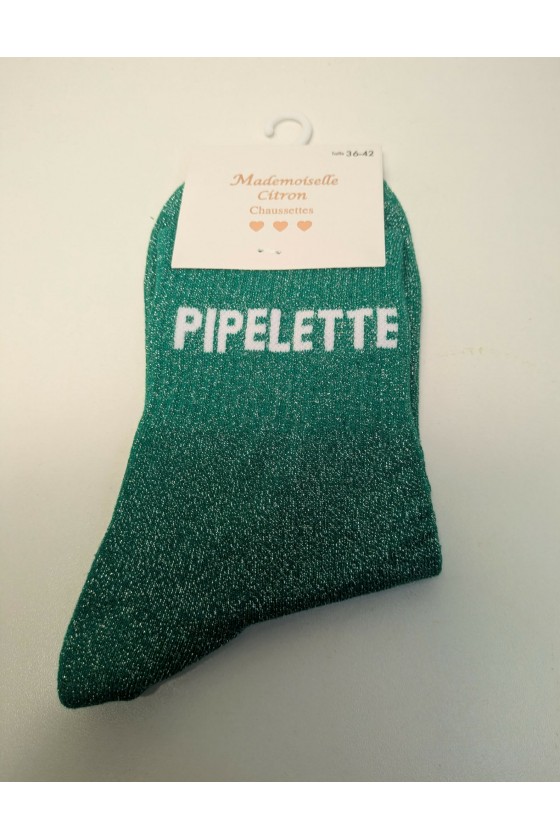 Taille 36-42
Mademoiselle
Citron
Chaussettes
PIPELETTE